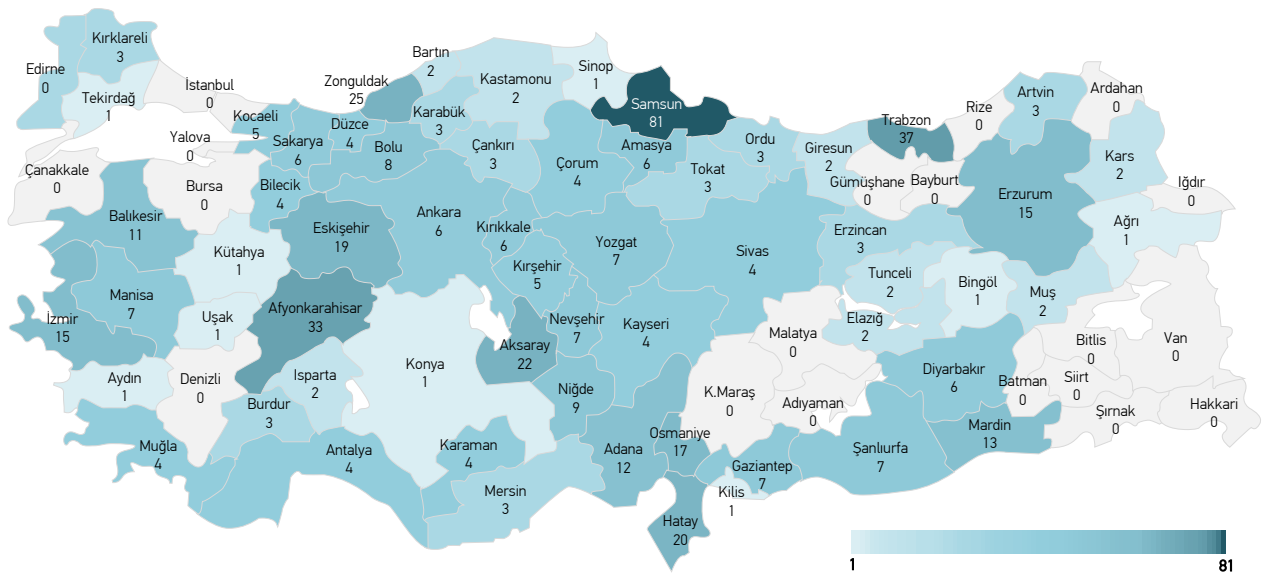 Kırklareli
3
Edirne
0
Tekirdağ
1
İstanbul
0
Kocaeli
5
Yalova
0
Çanakkale
0
Bursa
0
Balıkesir
11
Bilecik
4
Sakarya
6
Düzce
4
Bolu
8
Zonguldak
25
Bartın
2
Karabük
3
Kastamonu
2
Sinop
1
Samsun
81
Çankırı
3
Çorum
4
Amasya
6
Tokat
3
Ordu
3
Giresun
2
Trabzon
37
Gümüşhane
0
Bayburt
0
Rize
0
Artvin
3
Ardahan
0
Kars
2
Iğdır
0
Erzurum
15
Ağrı
1
Erzincan
3
Tunceli
2
Bingöl
1
Muş
2
Elazığ
2
Malatya
0
Bitlis
0
Van
0
Siirt
0
Batman
0
Şırnak
0
Hakkari
0
Diyarbakır
6
Mardin
13
Şanlıurfa
7
Adıyaman
0
K.Maraş
0
Gaziantep
7
Kilis
1
Hatay
20
Osmaniye
17
Adana
12
Mersin
3
Karaman
4
Niğde
9
Aksaray
22
Nevşehir
7
Kayseri
4
Sivas
4
Yozgat
7
Kırşehir
5
Kırıkkale
6
Ankara
6
Eskişehir
19
Kütahya
1
Afyonkarahisar
33
Uşak
1
Manisa
7
İzmir
15
Aydın
1
Denizli
0
Muğla
4
Burdur
3
Isparta
2
Antalya
4
Konya
1
1
81